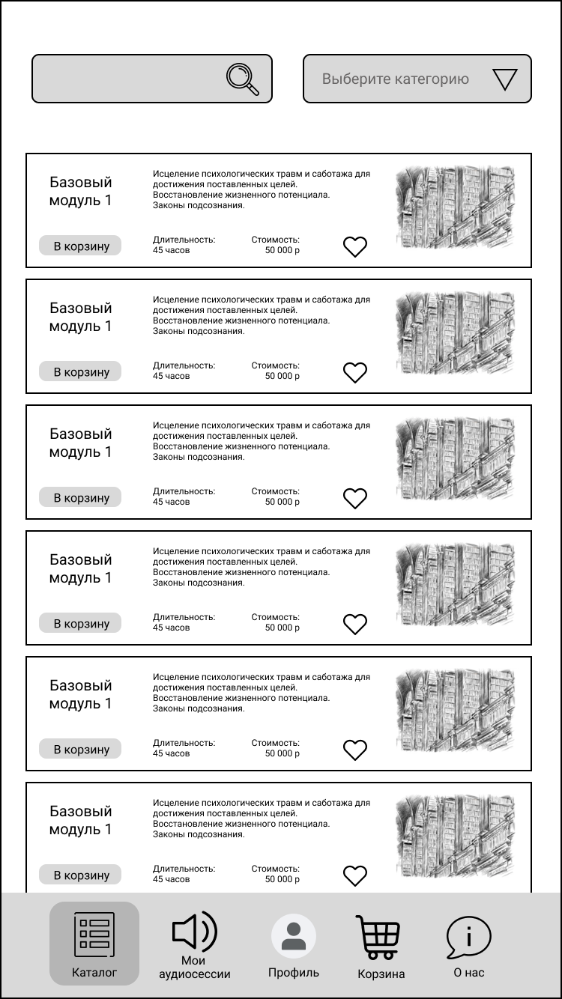 Выберите категорию
Базовый
модуль 1
Исцеление психологических травм и саботажа для
достижения поставленных целей.
Восстановление жизненного потенциала.
Законы подсознания.
В корзину
Длительность:
45 часов
Стоимость:
50 000 р
Базовый
модуль 1
Исцеление психологических травм и саботажа для
достижения поставленных целей.
Восстановление жизненного потенциала.
Законы подсознания.
В корзину
Длительность:
45 часов
Стоимость:
50 000 р
Базовый
модуль 1
Исцеление психологических травм и саботажа для
достижения поставленных целей.
Восстановление жизненного потенциала.
Законы подсознания.
В корзину
Длительность:
45 часов
Стоимость:
50 000 р
Базовый
модуль 1
Исцеление психологических травм и саботажа для
достижения поставленных целей.
Восстановление жизненного потенциала.
Законы подсознания.
В корзину
Длительность:
45 часов
Стоимость:
50 000 р
Базовый
модуль 1
Исцеление психологических травм и саботажа для
достижения поставленных целей.
Восстановление жизненного потенциала.
Законы подсознания.
В корзину
Длительность:
45 часов
Стоимость:
50 000 р
Базовый
модуль 1
Исцеление психологических травм и саботажа для
достижения поставленных целей.
Восстановление жизненного потенциала.
Законы подсознания.
В корзину
Длительность:
45 часов
Стоимость:
50 000 р
Каталог
Мои
аудиосессии
Профиль
Корзина
О нас